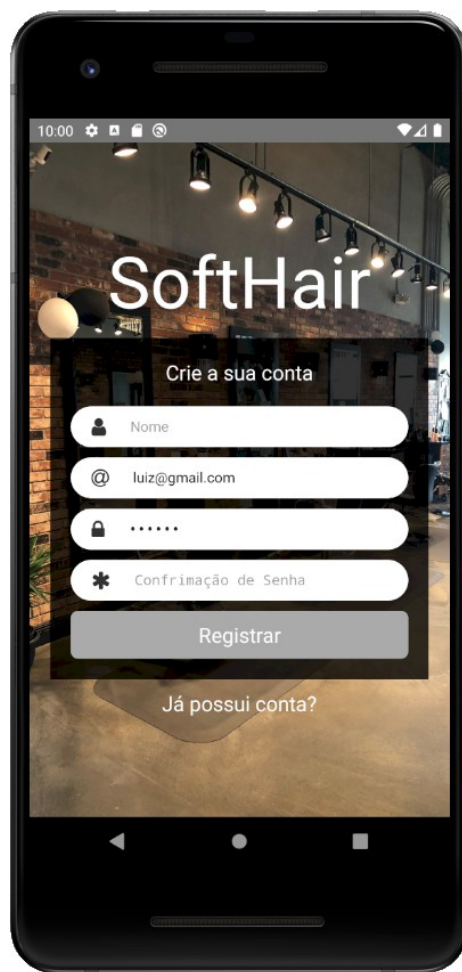 10:00
SoftHair
Crie a sua conta
Nome
@ luiz@gmail.com
······
Confrimação de Senha
Registrar
Já possui conta?